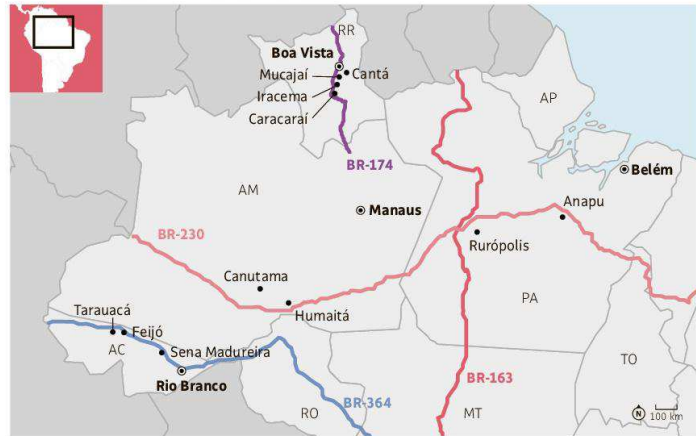 RR
Boa Vista
Mucajaí
Cantá
Iracema
Caracaraí
AP
BR-174
Belém
AM
Manaus
Anapu
BR-230
Rurópolis
Canutama
Humaitá
PA
Tarauacá
Feijó
AC
Sena Madureira
TO
Rio Branco
BR-163
BR-364
RO
MT
N
100 km